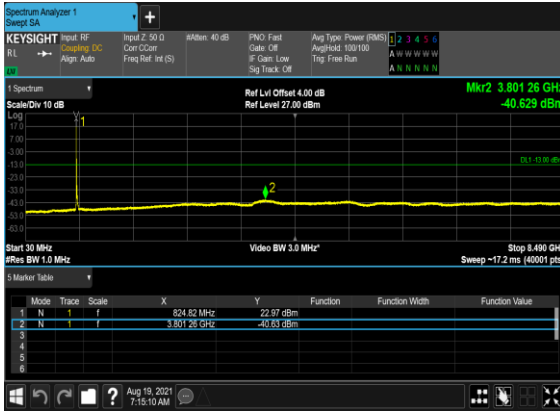 Spectrum Analyzer 1
Swept SA
+
KEYSIGHT Input: RF Input Z: 50 Ω #Atten: 40 dB PNO: Fast Avg Type: Power (RMS) 1 2 3 4 5 6
RL Coupling: DC Corr CCorr Gate: Off Avg|Hold: 100/100 A W W W W W
Align: Auto Freq Ref: Int (S) IF Gain: Low Trig: Free Run
Sig Track: Off A N N N N N
LXI
1 Spectrum Ref Lvl Offset 4.00 dB Mkr2 3.801 26 GHz
Scale/Div 10 dB Ref Level 27.00 dBm -40.629 dBm
Log
17.0 1
7.00
-3.00
-13.0 DL1 -13.00 dBm
-23.0
-33.0 2
-43.0
-53.0
-63.0
Start 30 MHz Video BW 3.0 MHz* Stop 8.490 GHz
#Res BW 1.0 MHz Sweep ~17.2 ms (40001 pts)
5 Marker Table
Mode Trace Scale X Y Function Function Width Function Value
1 N 1 f 824.82 MHz 22.97 dBm
2 N 1 f 3.801 26 GHz -40.63 dBm
3
4
5
6
? Aug 19, 2021
7:15:10 AM